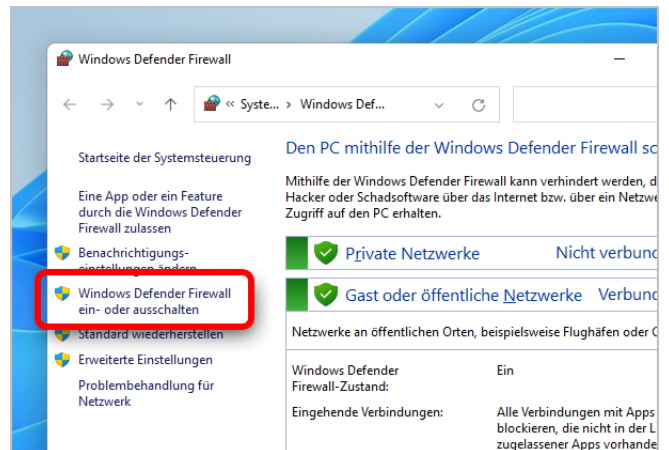 Windows Defender Firewall
« Syste... › Windows Def...
Startseite der Systemsteuerung
Eine App oder ein Feature
durch die Windows Defender
Firewall zulassen
Benachrichtigungs-
einstellungen ändern
Windows Defender Firewall
ein- oder ausschalten
Standard wiederherstellen
Erweiterte Einstellungen
Problembehandlung für
Netzwerk
Den PC mithilfe der Windows Defender Firewall sc
Mithilfe der Windows Defender Firewall kann verhindert werden, d
Hacker oder Schadsoftware über das Internet bzw. über ein Netzwe
Zugriff auf den PC erhalten.
Private Netzwerke Nicht verbund
Gast oder öffentliche Netzwerke Verbund
Netzwerke an öffentlichen Orten, beispielsweise Flughäfen oder C
Windows Defender
Firewall-Zustand:
Ein
Eingehende Verbindungen:
Alle Verbindungen mit Apps
blockieren, die nicht in der L
zugelassener Apps vorhande